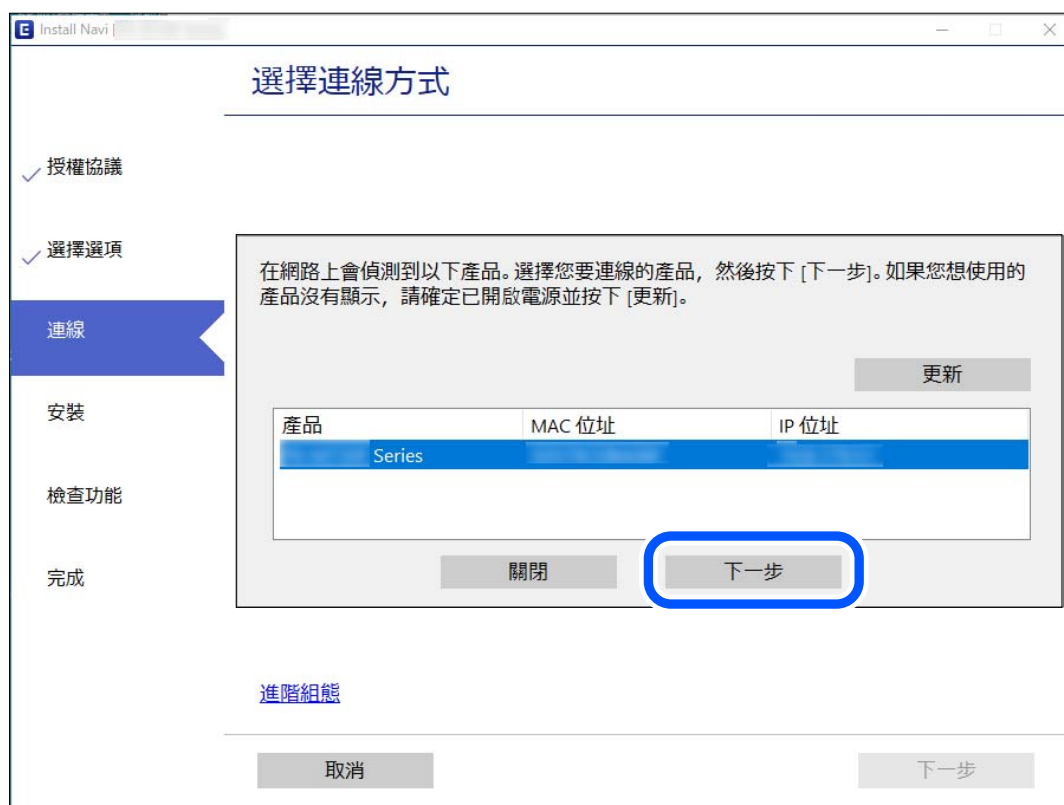 E Install Navi [
選擇連線方式
授權協議
選擇選項
連線
安裝
檢查功能
完成
在網路上會偵測到以下產品。選擇您要連線的產品，然後按下 [下一步]。如果您想使用的
產品沒有顯示，請確定已開啟電源並按下 [更新]。
更新
產品 MAC 位址 IP 位址
Series
關閉 下一步
進階組態
取消 下一步